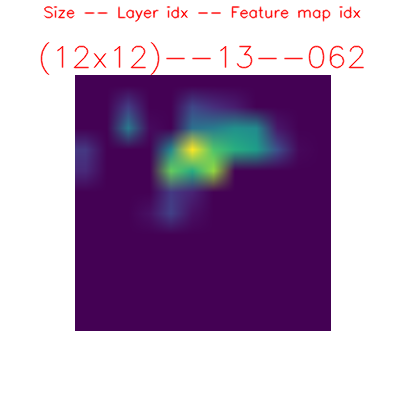 Size -- Layer idx -- Feature map idx
(12x12)--13--062